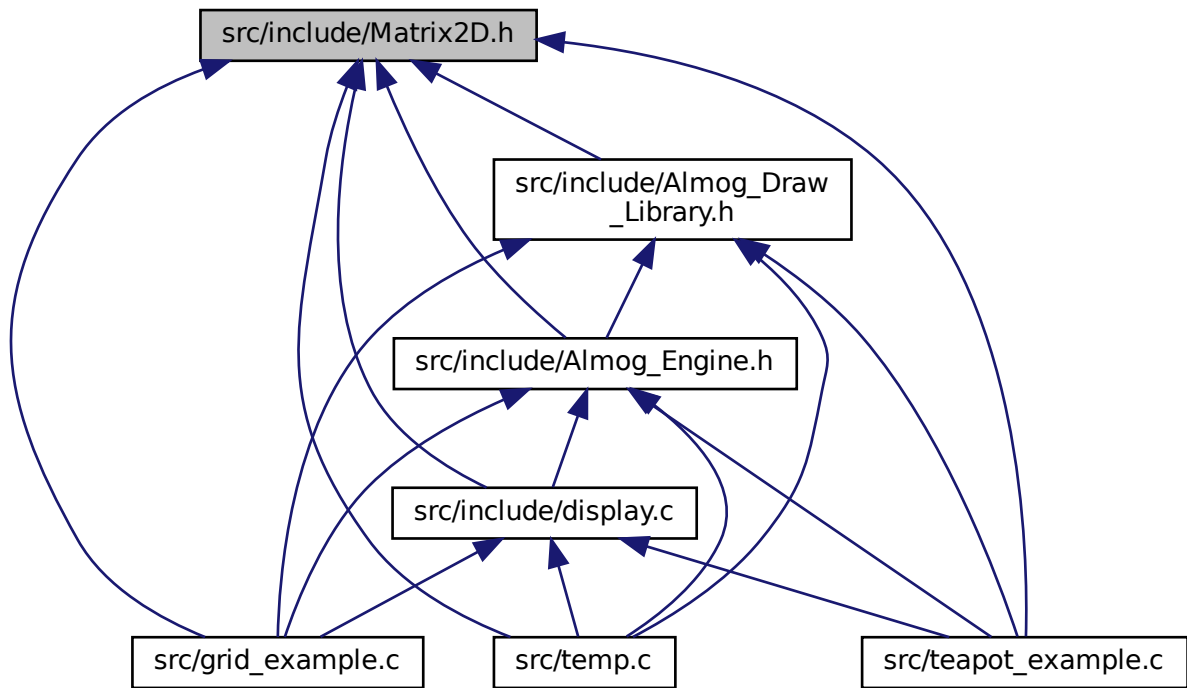 src/include/Matrix2D.h
src/include/Almog_Draw
_Library.h
src/include/Almog_Engine.h
src/include/display.c
src/grid_example.c
src/temp.c
src/teapot_example.c